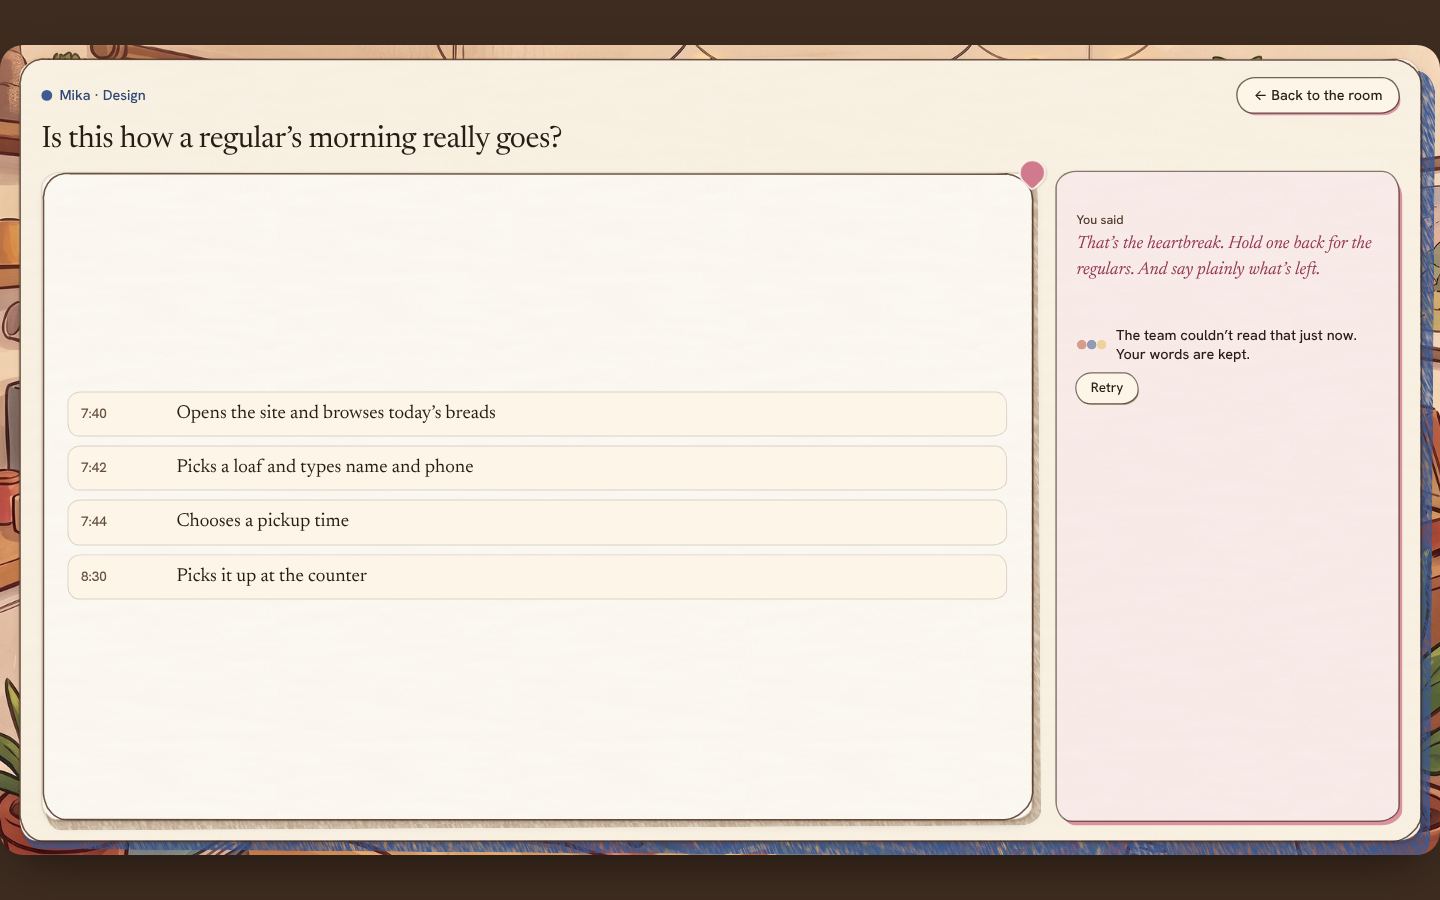 Mika · Design
← Back to the room
Is this how a regular’s morning really goes?
7:40 Opens the site and browses today’s breads
7:42 Picks a loaf and types name and phone
7:44 Chooses a pickup time
8:30 Picks it up at the counter
You said
That’s the heartbreak. Hold one back for the
regulars. And say plainly what’s left.
The team couldn’t read that just now.
Your words are kept.
Retry